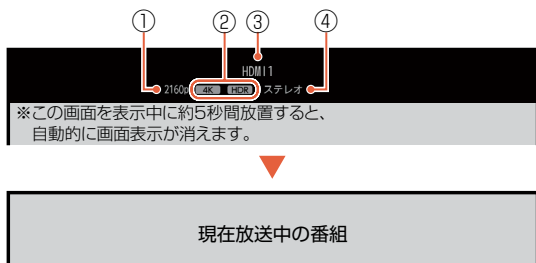 ① ② ③ ④
HDMI1
2160p 4K HDR ステレオ
※この画面を表示中に約5秒間放置すると、
自動的に画面表示が消えます。
現在放送中の番組